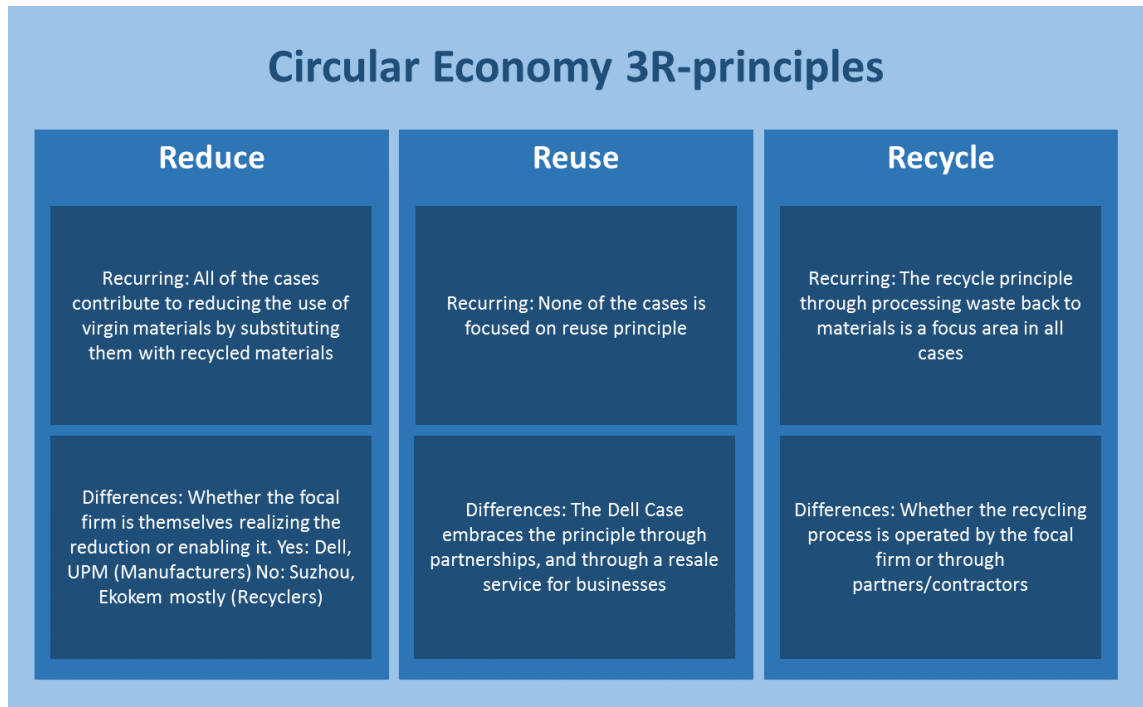 Circular Economy 3R-principles
Reduce
Recurring: All of the cases
contribute to reducing the use of
virgin materials by substituting
them with recycled materials
Differences: Whether the focal
firm is themselves realizing the
reduction or enabling it. Yes: Dell,
UPM (Manufacturers) No: Suzhou,
Ekokem mostly (Recyclers)
Reuse
Recurring: None of the cases is
focused on reuse principle
Differences: The Dell Case
embraces the principle through
partnerships, and through a resale
service for businesses
Recycle
Recurring: The recycle principle
through processing waste back to
materials is a focus area in all
cases
Differences: Whether the recycling
process is operated by the focal
firm or through
partners/contractors